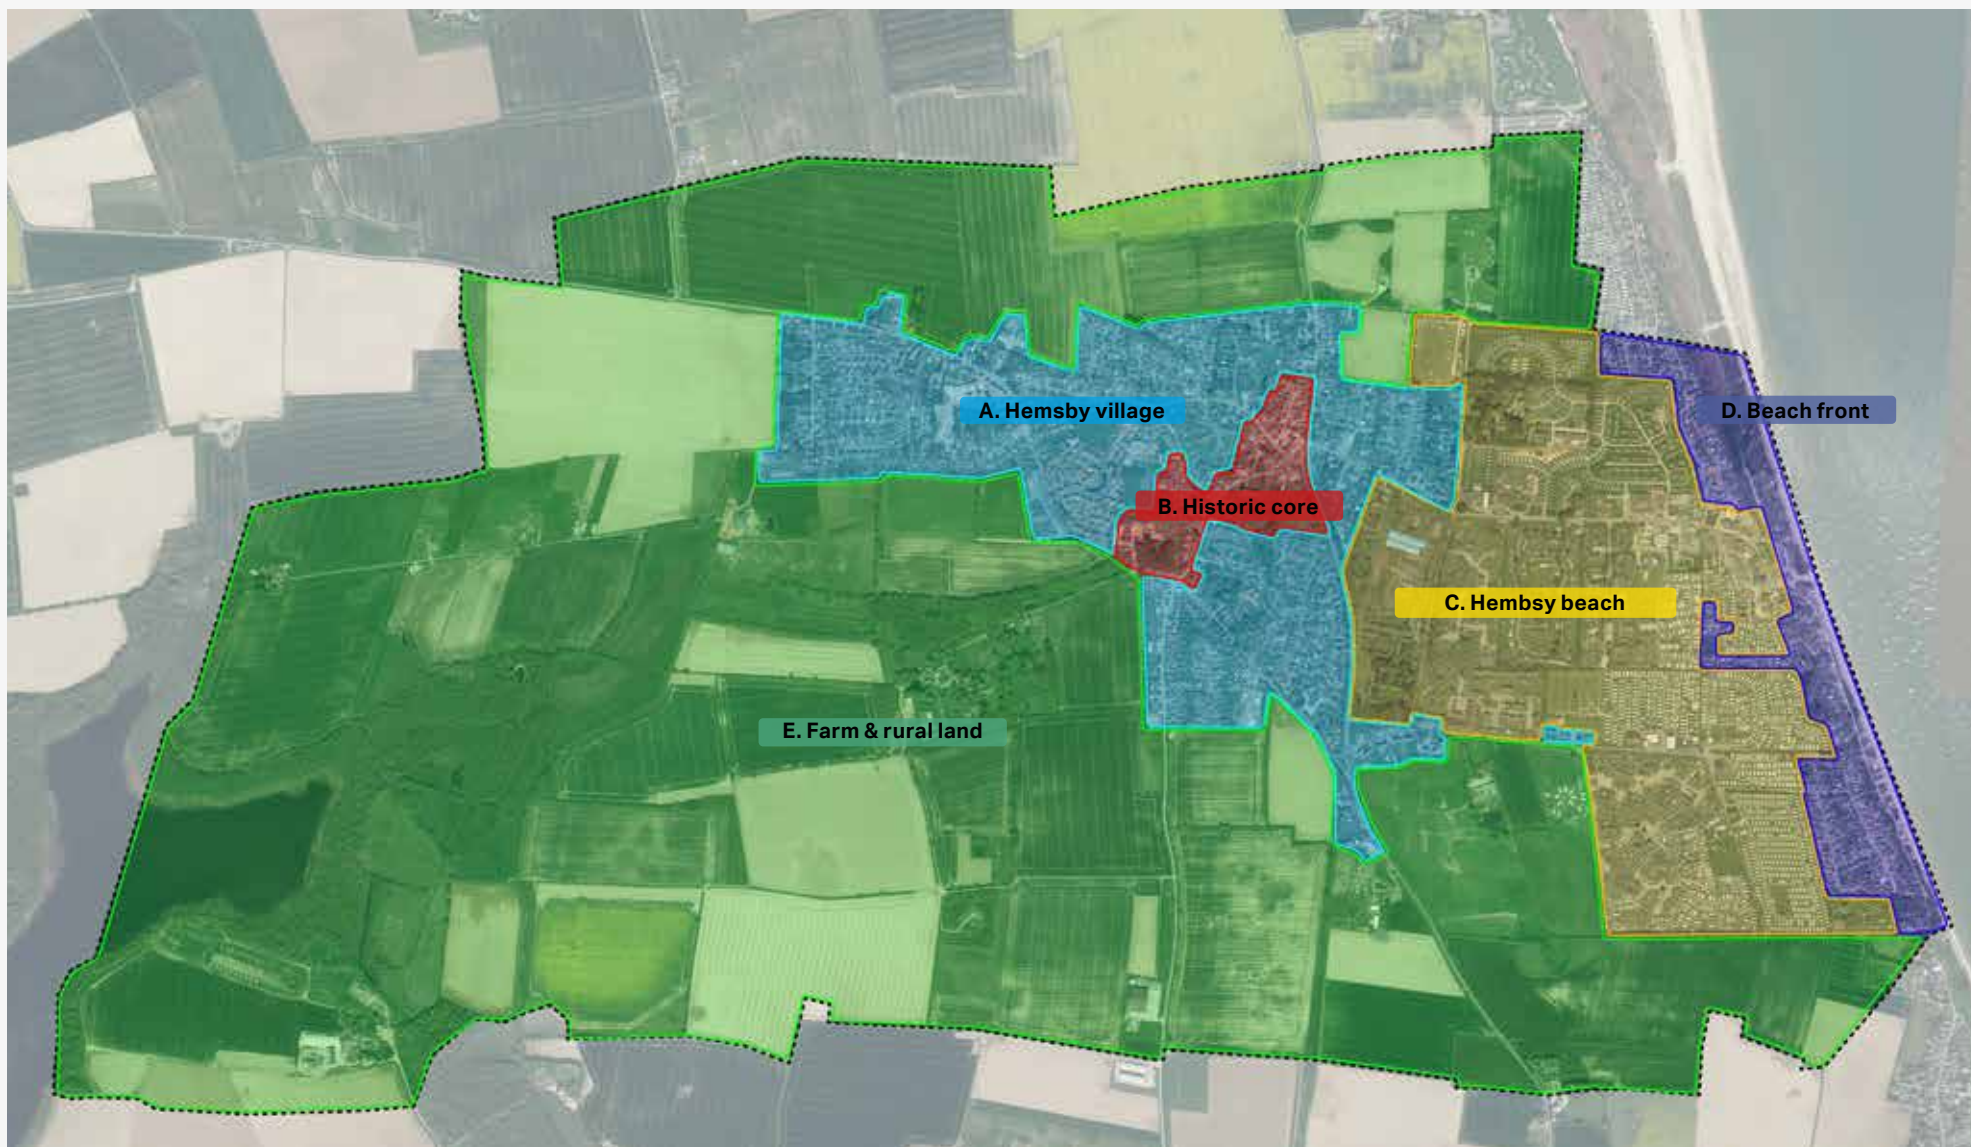 A. Hemsby village
D. Beach front
B. Historic core
C. Hembsy beach
E. Farm & rural land